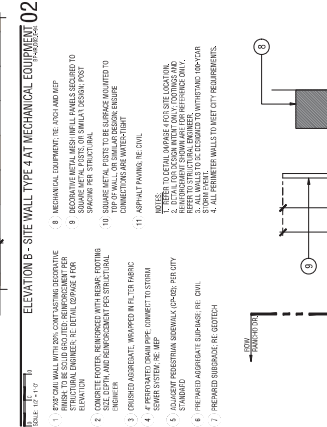 ELEVATION B - SITE WALL TYPE 4 AT MECHANICAL EQUIPMENT
02
SCALE: 1/2" = 1'-0"
1 8"X8" CMU WALL WITH 20% CONTRASTING DECORATIVE
FINISH; TO BE SOLID GROUTED; REINFORCEMENT PER
STRUCTURAL ENGINEER; RE: DETAIL 02/PAGE 4 FOR
ELEVATION
2 CONCRETE FOOTER, REINFORCED WITH REBAR; FOOTING
SIZE, DEPTH, AND REINFORCEMENT PER STRUCTURAL
ENGINEER
3 CRUSHED AGGREGATE, WRAPPED IN FILTER FABRIC
4 4" PERFORATED DRAIN PIPE; CONNECT TO STORM
SEWER SYSTEM; RE: MEP
5 ADJACENT PEDESTRIAN SIDEWALK (CP-02); PER CITY
STANDARD
6 PREPARED AGGREGATE SUB-BASE; RE: CIVIL
7 PREPARED SUBGRADE; RE: GEOTECH
8 MECHANICAL EQUIPMENT; RE: ARCH AND MEP
9 DECORATIVE METAL MESH INFILL PANELS SECURED TO
SQUARE METAL POSTS, OR SIMILAR DESIGN; POST
SPACING PER STRUCTURAL
10 SQUARE METAL POSTS TO BE SURFACE MOUNTED TO
TOP OF WALL, OR SIMILAR DESIGN; ENSURE
CONNECTIONS ARE WATER-TIGHT
11 ASPHALT PAVING; RE: CIVIL
NOTES:
1. REFER TO DETAIL ON PAGE 4 FOR SITE LOCATION.
2. DETAIL FOR DESIGN INTENT ONLY; FOOTINGS AND
REINFORCEMENT SHOWN ARE FOR REFERENCE ONLY,
REFER TO STRUCTURAL ENGINEER.
3. ALL WALLS TO BE DESIGNED TO WITHSTAND 100-YEAR
STORM EVENT.
4. ALL PERIMETER WALLS TO MEET CITY REQUIREMENTS.
8
9
ROW
RANCHO DR.